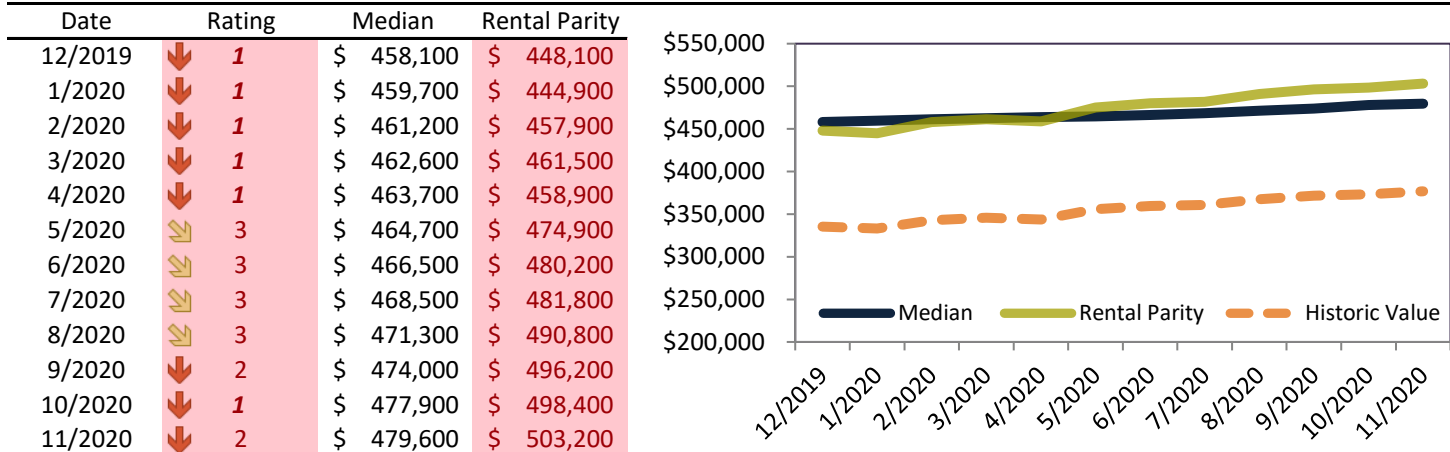 Date Rating Median Rental Parity
12/2019 1 $ 458,100 $ 448,100
1/2020 1 $ 459,700 $ 444,900
2/2020 1 $ 461,200 $ 457,900
3/2020 1 $ 462,600 $ 461,500
4/2020 1 $ 463,700 $ 458,900
5/2020 3 $ 464,700 $ 474,900
6/2020 3 $ 466,500 $ 480,200
7/2020 3 $ 468,500 $ 481,800
8/2020 3 $ 471,300 $ 490,800
9/2020 2 $ 474,000 $ 496,200
10/2020 1 $ 477,900 $ 498,400
11/2020 2 $ 479,600 $ 503,200
$550,000
$500,000
$450,000
$400,000
$350,000
$300,000
$250,000
$200,000
Median Rental Parity Historic Value
12/2019 1/2020 2/2020 3/2020 4/2020 5/2020 6/2020 7/2020 8/2020 9/2020 10/2020 11/2020